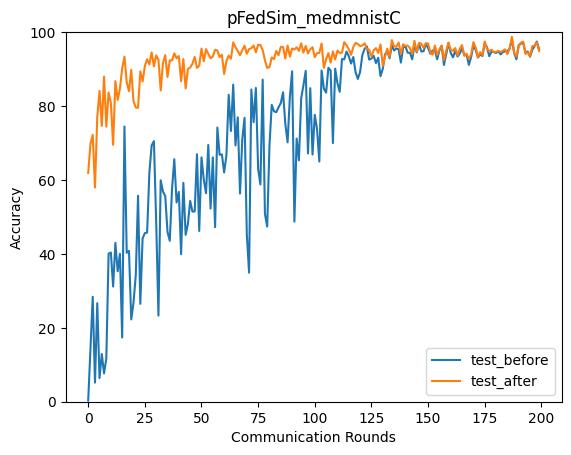 pFedSim_medmnistC
Accuracy
100
80
60
40
20
0
0 25 50 75 100 125 150 175 200
Communication Rounds
test_before
test_after